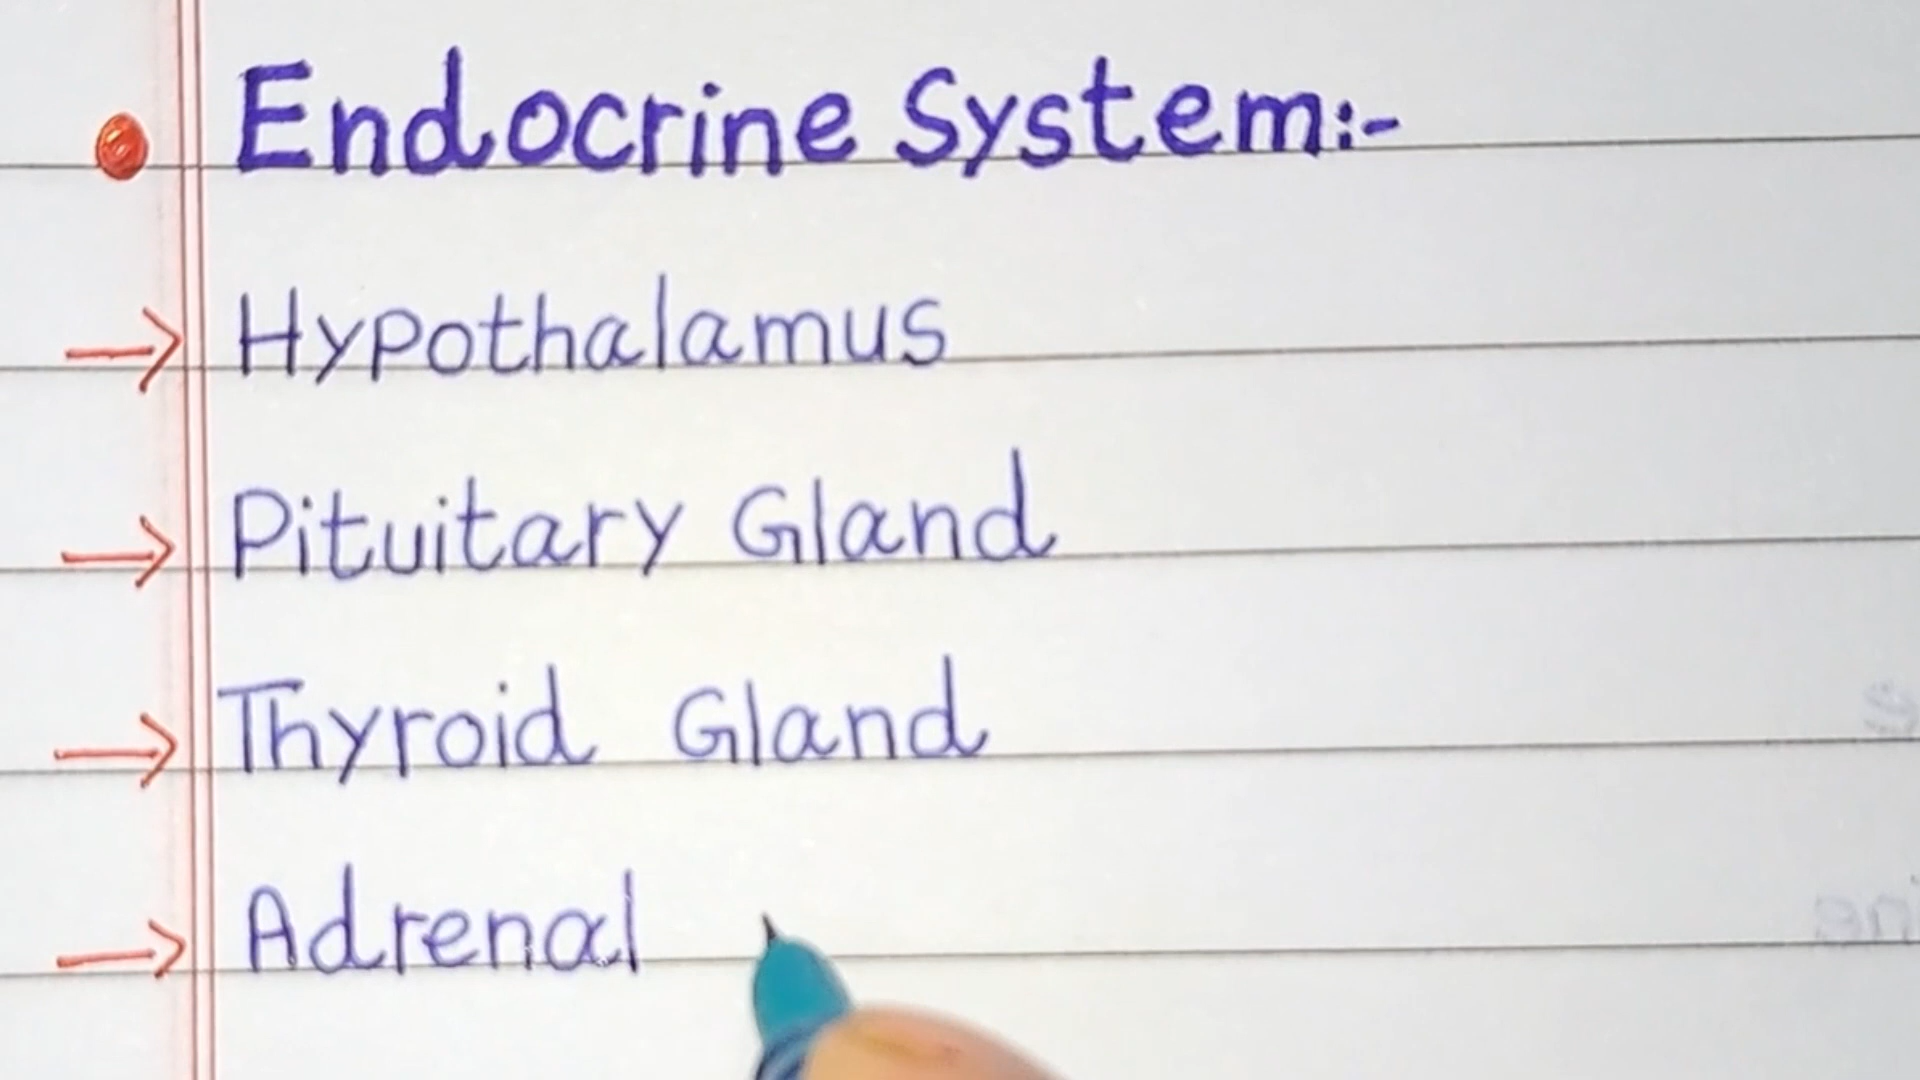 Endocrine System:-
Hypothalamus
Pituitary Gland
Thyroid Gland
Adrenal